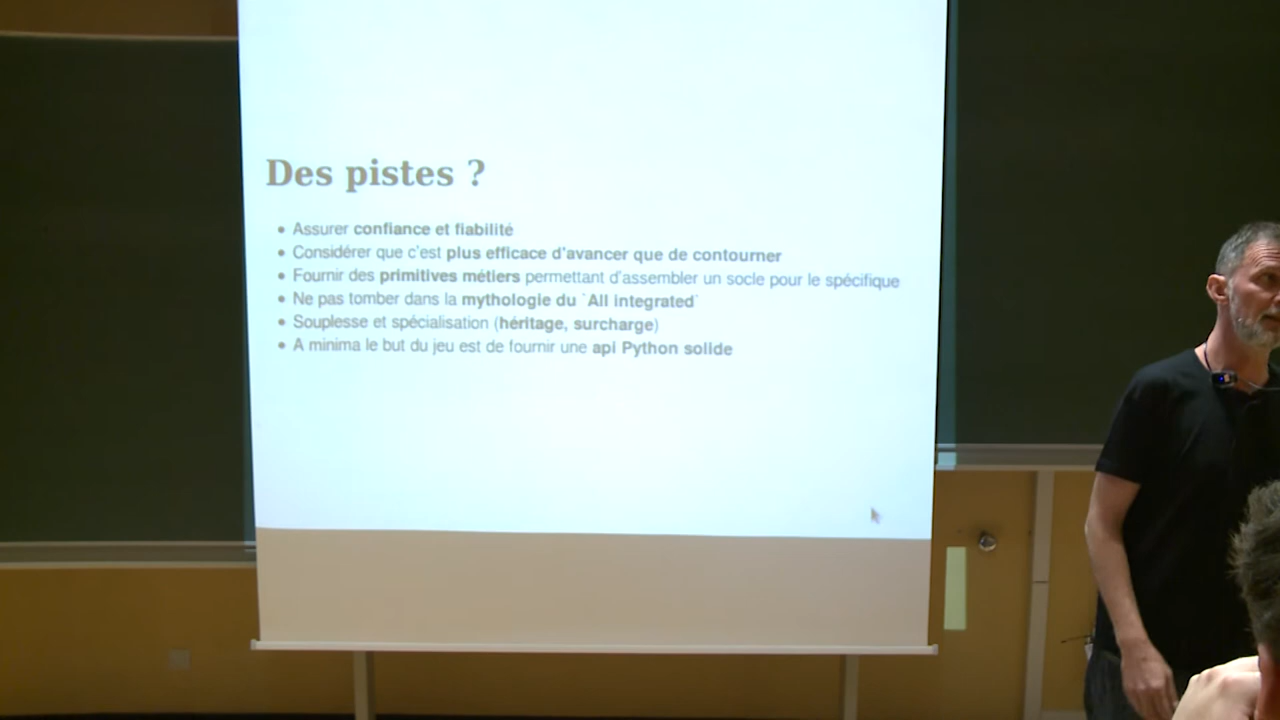 Des pistes ?
Assurer confiance et fiabilité
Considérer que c'est plus efficace d'avancer que de contourner
Fournir des primitives métiers permettant d'assembler un socle pour le spécifique
Ne pas tomber dans la mythologie du `All integrated`
Souplesse et spécialisation (héritage, surcharge)
A minima le but du jeu est de fournir une api Python solide